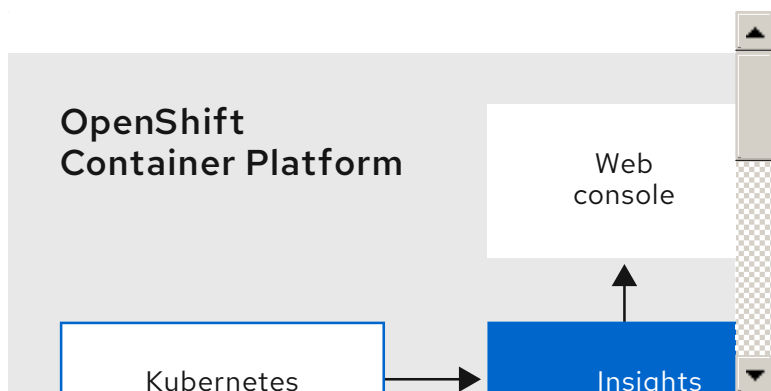 OpenShift
Container Platform
Web
console
Kubernetes
Insights